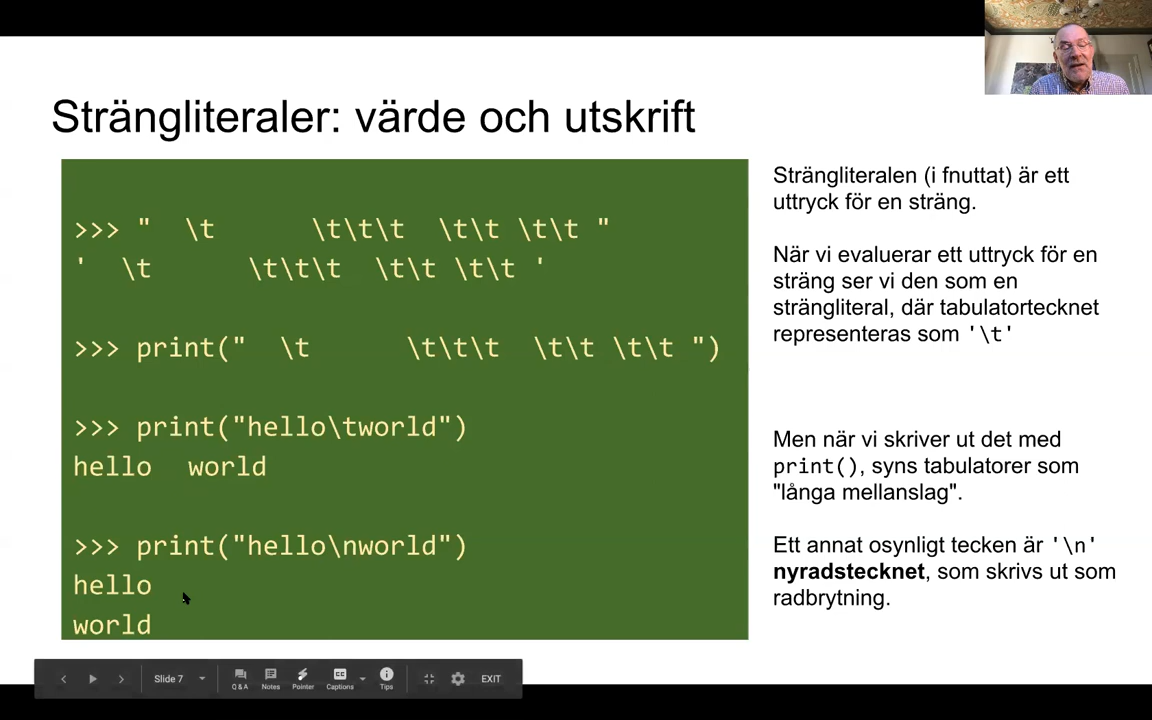 Strängliteraler: värde och utskrift
>>> "  \t      \t\t\t  \t\t \t\t "
'  \t      \t\t\t  \t\t \t\t '
>>> print("  \t      \t\t\t  \t\t \t\t ")
>>> print("hello\tworld")
hello  world
>>> print("hello\nworld")
hello
world
Strängliteralen (i fnuttat) är ett
uttryck för en sträng.
När vi evaluerar ett uttryck för en
sträng ser vi den som en
strängliteral, där tabulatortecknet
representeras som '\t'
Men när vi skriver ut det med
print(), syns tabulatorer som
"långa mellanslag".
Ett annat osynligt tecken är '\n'
nyradstecknet, som skrivs ut som
radbrytning.
Slide 7
Q & A
Notes
Pointer
CC
Captions
Tips
EXIT